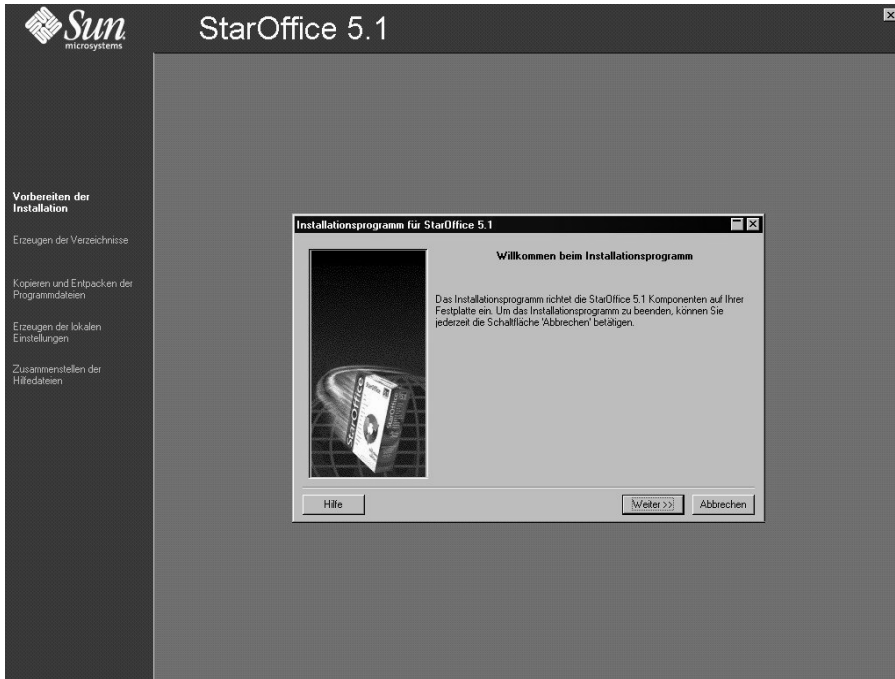 Sun
microsystems
StarOffice 5.1
Vorbereiten der
Installation
Erzeugen der Verzeichnisse
Kopieren und Entpacken der
Programmdateien
Erzeugen der lokalen
Einstellungen
Zusammenstellen der
Hilfedateien
Installationsprogramm für StarOffice 5.1
Willkommen beim Installationsprogramm
Das Installationsprogramm richtet die StarOffice 5.1 Komponenten auf Ihrer
Festplatte ein. Um das Installationsprogramm zu beenden, können Sie
jederzeit die Schaltfläche 'Abbrechen' betätigen.
StarOffice
StarOffice
StarOffice
Hilfe
Weiter >>
Abbrechen